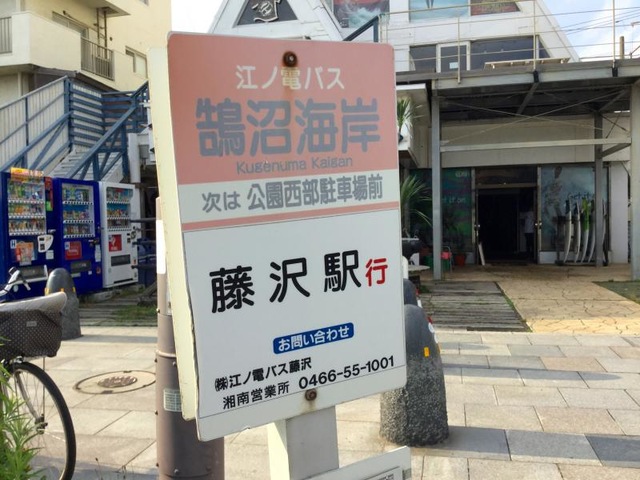 江ノ電バス
鵠沼海岸
Kugenuma Kaigan
次は 公園西部駐車場前
藤沢駅行
お問い合わせ
㈱江ノ電バス藤沢
湘南営業所 0466-55-1001